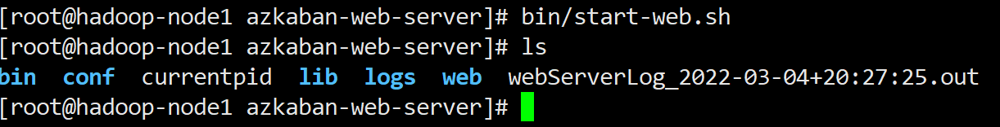 [root@hadoop-node1 azkaban-web-server]# bin/start-web.sh
[root@hadoop-node1 azkaban-web-server]# ls
bin conf currentpid lib logs web webServerLog_2022-03-04+20:27:25.out
[root@hadoop-node1 azkaban-web-server]#